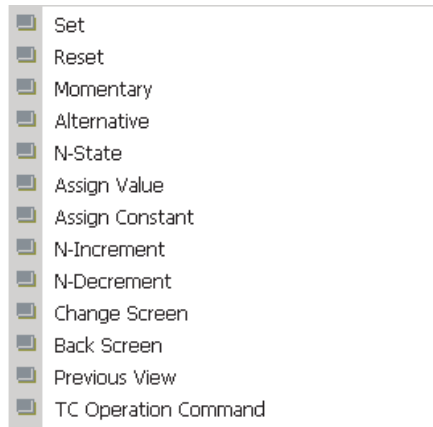 Set
Reset
Momentary
Alternative
N-State
Assign Value
Assign Constant
N-Increment
N-Decrement
Change Screen
Back Screen
Previous View
TC Operation Command